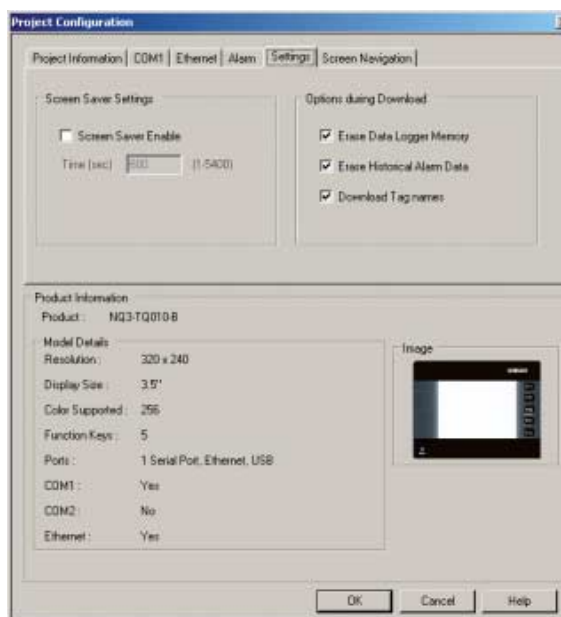 Project Configuration
Project Information COM1 Ethernet Alarm Settings Screen Navigation
Screen Saver Settings
Screen Saver Enable
Time (sec) 600 (1-5400)
Options during Download
Erase Data Logger Memory
Erase Historical Alarm Data
Download Tag names
Product Information
Product : NQ3-TQ010-B
Model Details
Resolution : 320 x 240
Display Size : 3.5"
Color Supported : 256
Function Keys : 5
Ports : 1 Serial Port, Ethernet, USB
COM1 : Yes
COM2 : No
Ethernet : Yes
Image
OK Cancel Help